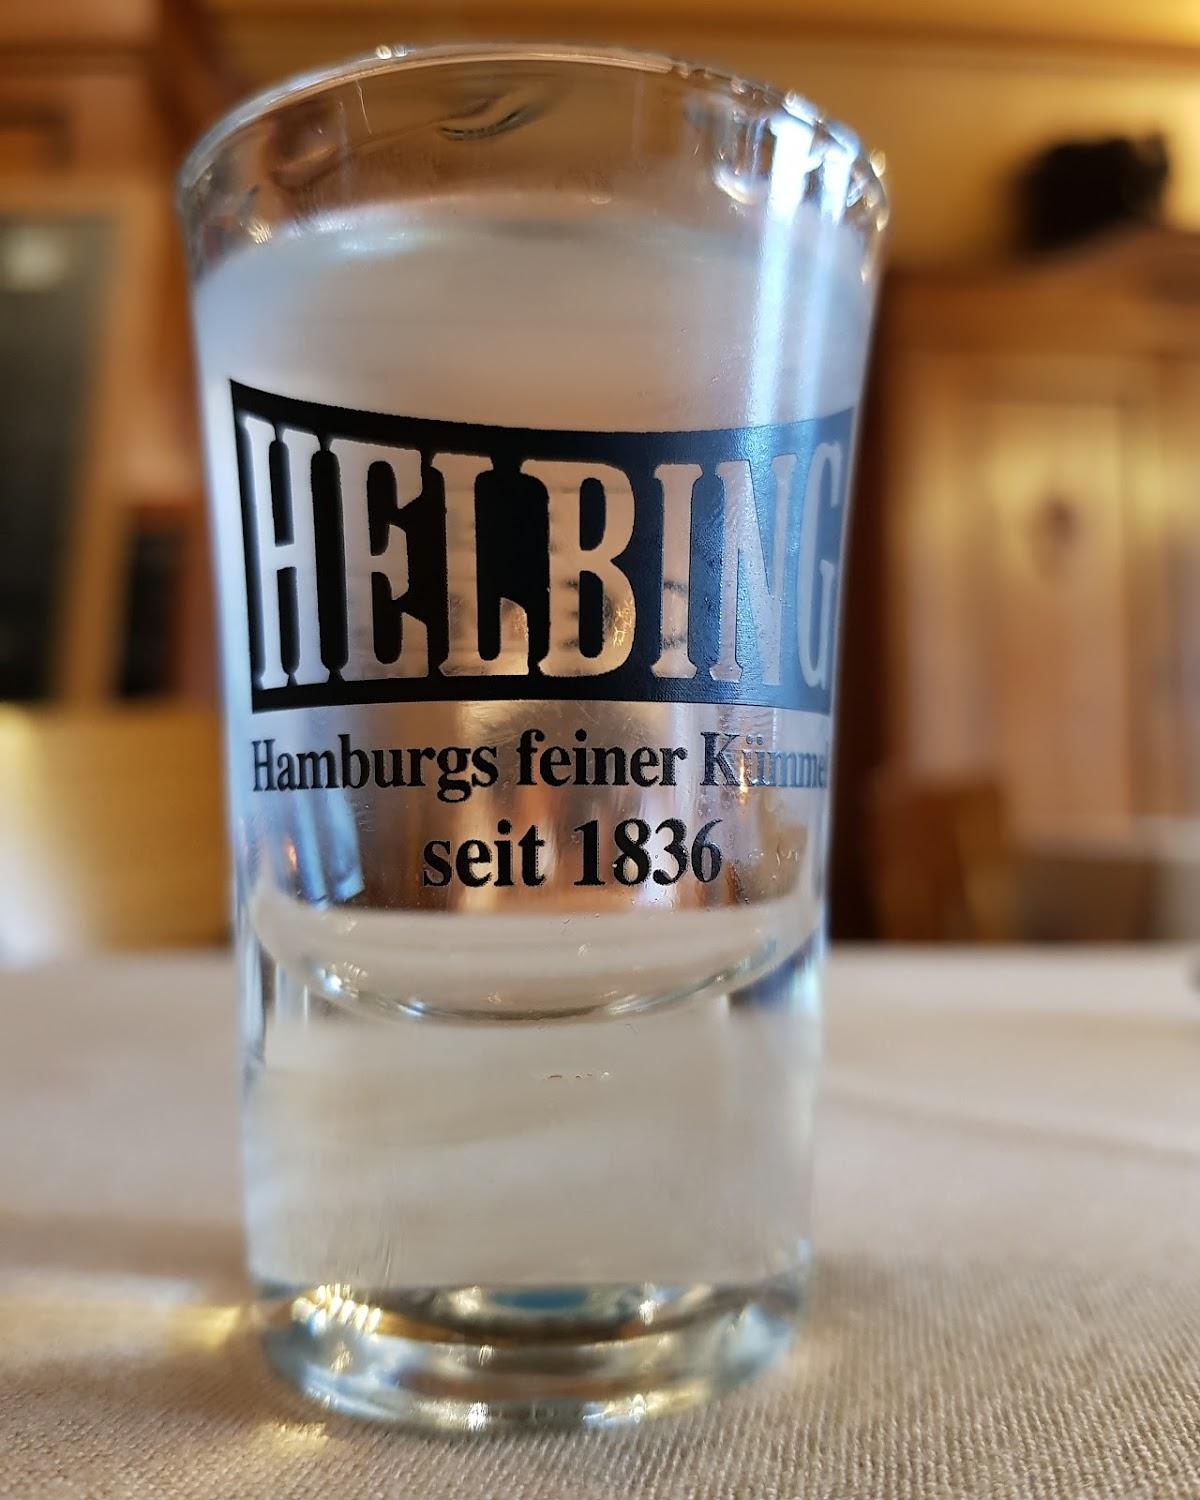 HELBING
Hamburgs feiner Kümmel
seit 1836